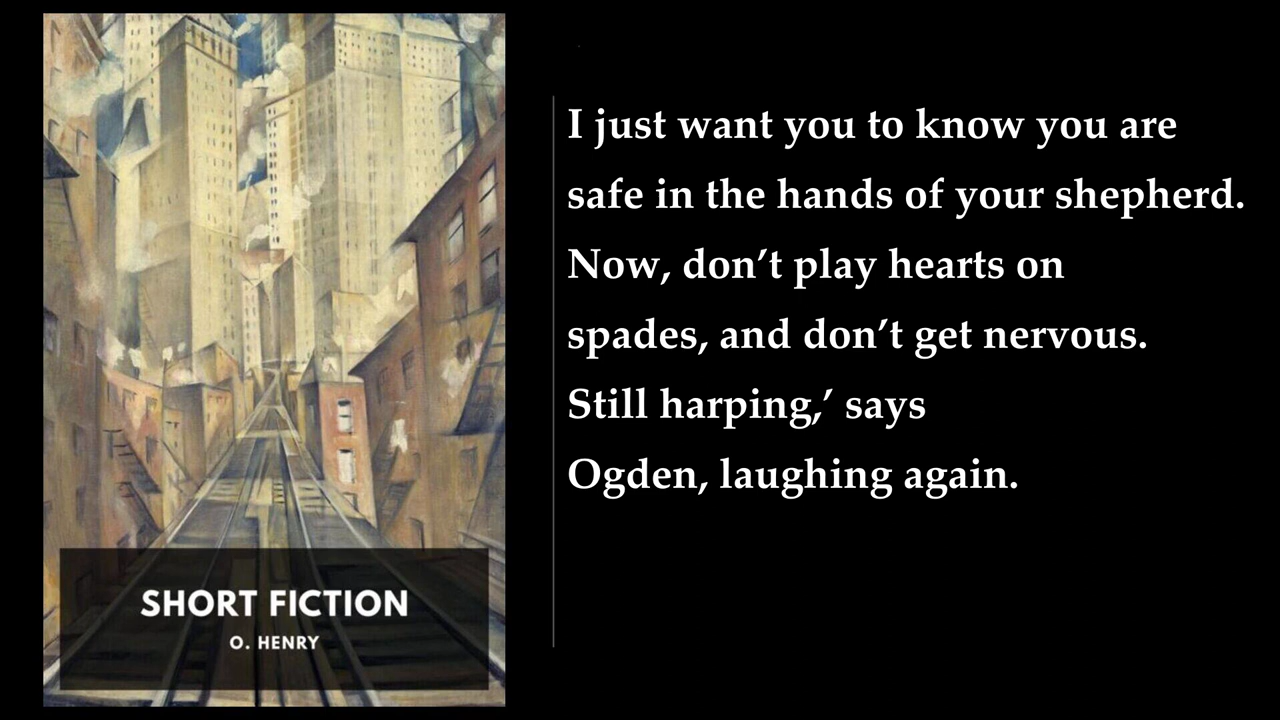 SHORT FICTION
O. HENRY
I just want you to know you are
safe in the hands of your shepherd.
Now, don’t play hearts on
spades, and don’t get nervous.
Still harping,’ says
Ogden, laughing again.